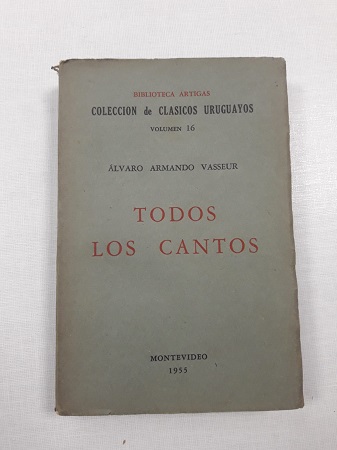 BIBLIOTECA ARTIGAS
COLECCION de CLASICOS URUGUAYOS
VOLUMEN 16
ÁLVARO ARMANDO VASSEUR
TODOS
LOS CANTOS
MONTEVIDEO
1955